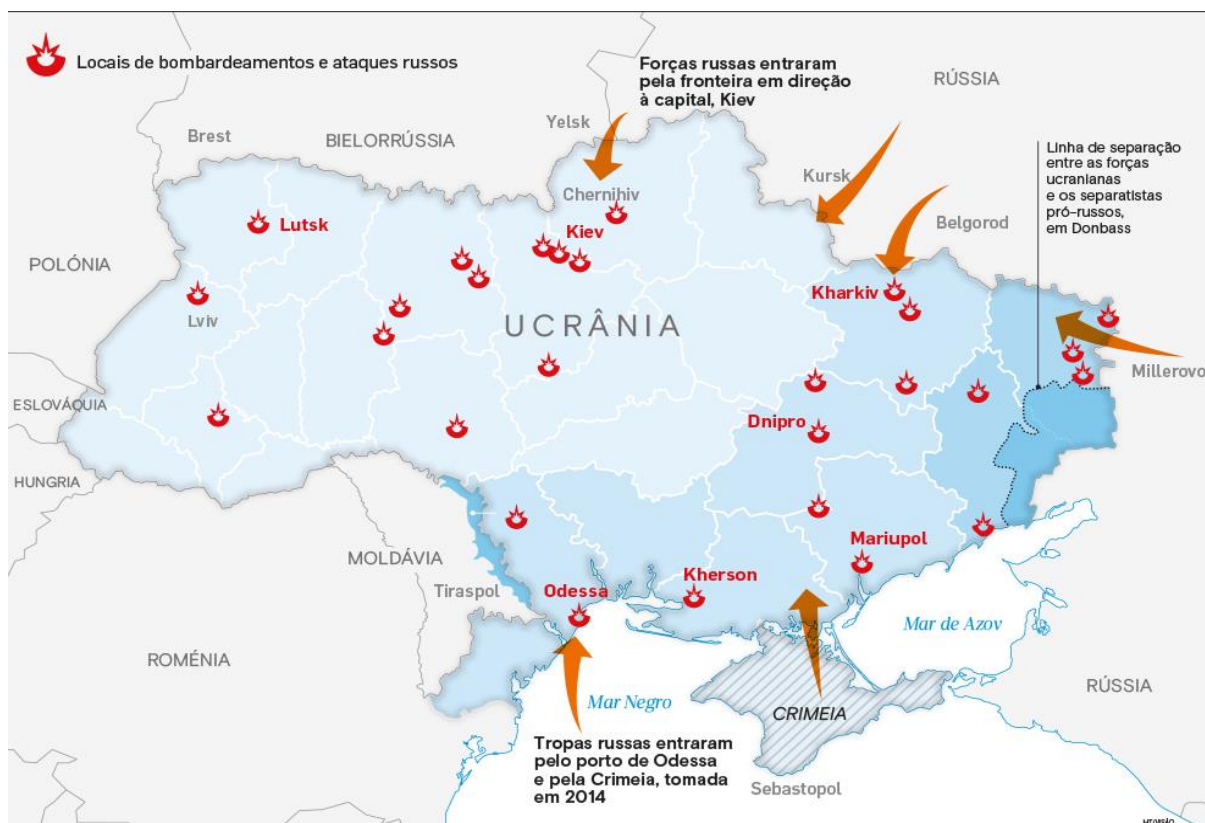 Locais de bombardeamentos e ataques russos
Forças russas entraram
pela fronteira em direção
à capital, Kiev
RÚSSIA
Brest
BIELORRÚSSIA
Yelsk
Kursk
Linha de separação
entre as forças
ucranianas
e os separatistas
pró-russos,
em Donbass
Chernihiv
Belgorod
Lutsk
Kiev
POLÓNIA
Kharkiv
Lviv
UCRÂNIA
Millerovo
ESLOVÁQUIA
Dnipro
HUNGRIA
MOLDÁVIA
Mariupol
Tiraspol
Odessa
Kherson
Mar de Azov
ROMÉNIA
Mar Negro
CRIMEIA
RÚSSIA
Tropas russas entraram
pelo porto de Odessa
e pela Crimeia, tomada
em 2014
Sebastopol
MT/VISÃO